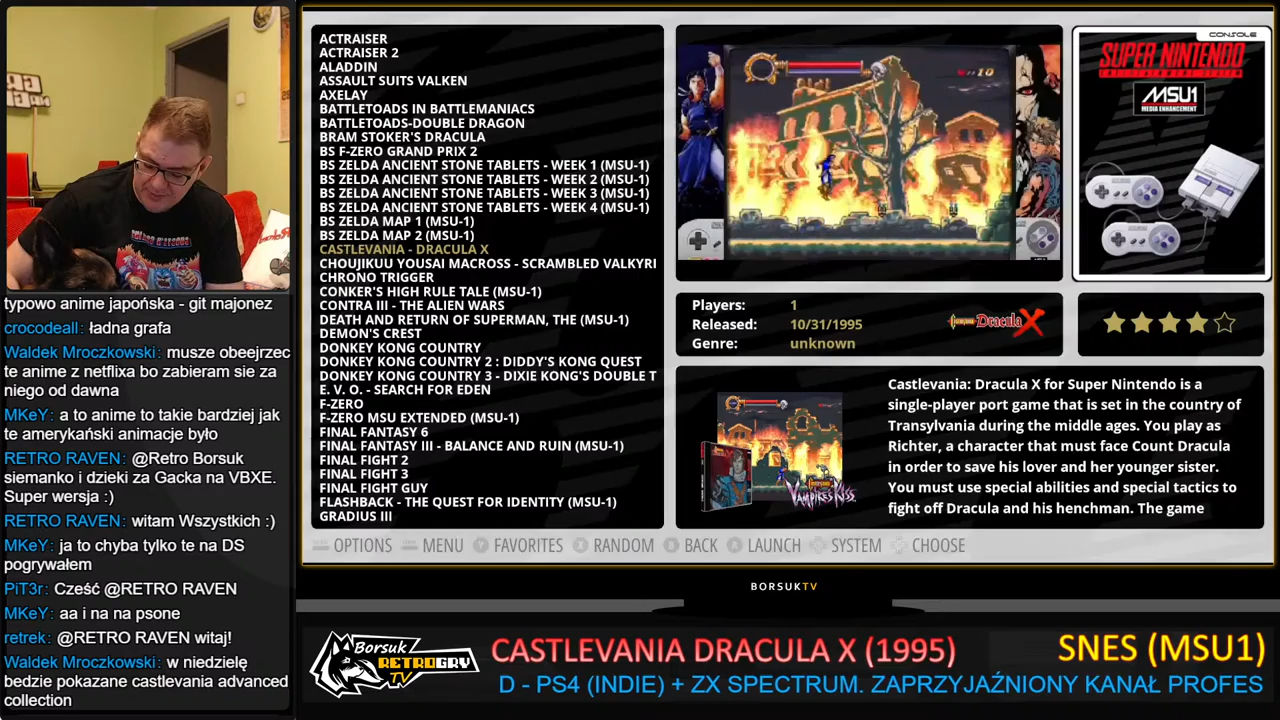 typowo anime japońska - git majonez
crocodeall: ładna grafa
Waldek Mroczkowski: musze obeejrzec
te anime z netflixa bo zabieram sie za
niego od dawna
MKeY: a to anime to takie bardziej jak
te amerykański animacje było
RETRO RAVEN: @Retro Borsuk
siemanko i dzieki za Gacka na VBXE.
Super wersja :)
RETRO RAVEN: witam Wszystkich :)
MKeY: ja to chyba tylko te na DS
pogrywałem
PiT3r: Cześć @RETRO RAVEN
MKeY: aa i na na psone
retrek: @RETRO RAVEN witaj!
Waldek Mroczkowski: w niedzielę
bedzie pokazane castlevania advanced
collection
ACTRAISER
ACTRAISER 2
ALADDIN
ASSAULT SUITS VALKEN
AXELAY
BATTLETOADS IN BATTLEMANIACS
BATTLETOADS-DOUBLE DRAGON
BRAM STOKER'S DRACULA
BS F-ZERO GRAND PRIX 2
BS ZELDA ANCIENT STONE TABLETS - WEEK 1 (MSU-1)
BS ZELDA ANCIENT STONE TABLETS - WEEK 2 (MSU-1)
BS ZELDA ANCIENT STONE TABLETS - WEEK 3 (MSU-1)
BS ZELDA ANCIENT STONE TABLETS - WEEK 4 (MSU-1)
BS ZELDA MAP 1 (MSU-1)
BS ZELDA MAP 2 (MSU-1)
CASTLEVANIA - DRACULA X
CHOUJIKUU YOUSAI MACROSS - SCRAMBLED VALKYRI
CHRONO TRIGGER
CONKER'S HIGH RULE TALE (MSU-1)
CONTRA III - THE ALIEN WARS
DEATH AND RETURN OF SUPERMAN, THE (MSU-1)
DEMON'S CREST
DONKEY KONG COUNTRY
DONKEY KONG COUNTRY 2 : DIDDY'S KONG QUEST
DONKEY KONG COUNTRY 3 - DIXIE KONG'S DOUBLE T
E. V. O. - SEARCH FOR EDEN
F-ZERO
F-ZERO MSU EXTENDED (MSU-1)
FINAL FANTASY 6
FINAL FANTASY III - BALANCE AND RUIN (MSU-1)
FINAL FIGHT 2
FINAL FIGHT 3
FINAL FIGHT GUY
FLASHBACK - THE QUEST FOR IDENTITY (MSU-1)
GRADIUS III
10
CONSOLE
SUPER NINTENDO
ENTERTAINMENT SYSTEM
MSU1
MEDIA ENHANCEMENT
Players: 1
Released: 10/31/1995
Genre: unknown
Dracula X
VAMPIRE'S KISS
Castlevania: Dracula X for Super Nintendo is a
single-player port game that is set in the country of
Transylvania during the middle ages. You play as
Richter, a character that must face Count Dracula
in order to save his lover and her younger sister.
You must use special abilities and special tactics to
fight off Dracula and his henchman. The game
OPTIONS MENU Y FAVORITES X RANDOM B BACK A LAUNCH SYSTEM CHOOSE
BORSUKTV
Borsuk
RETROGRY
TV
CASTLEVANIA DRACULA X (1995)
SNES (MSU1)
D - PS4 (INDIE) + ZX SPECTRUM. ZAPRZYJAŹNIONY KANAŁ PROFES